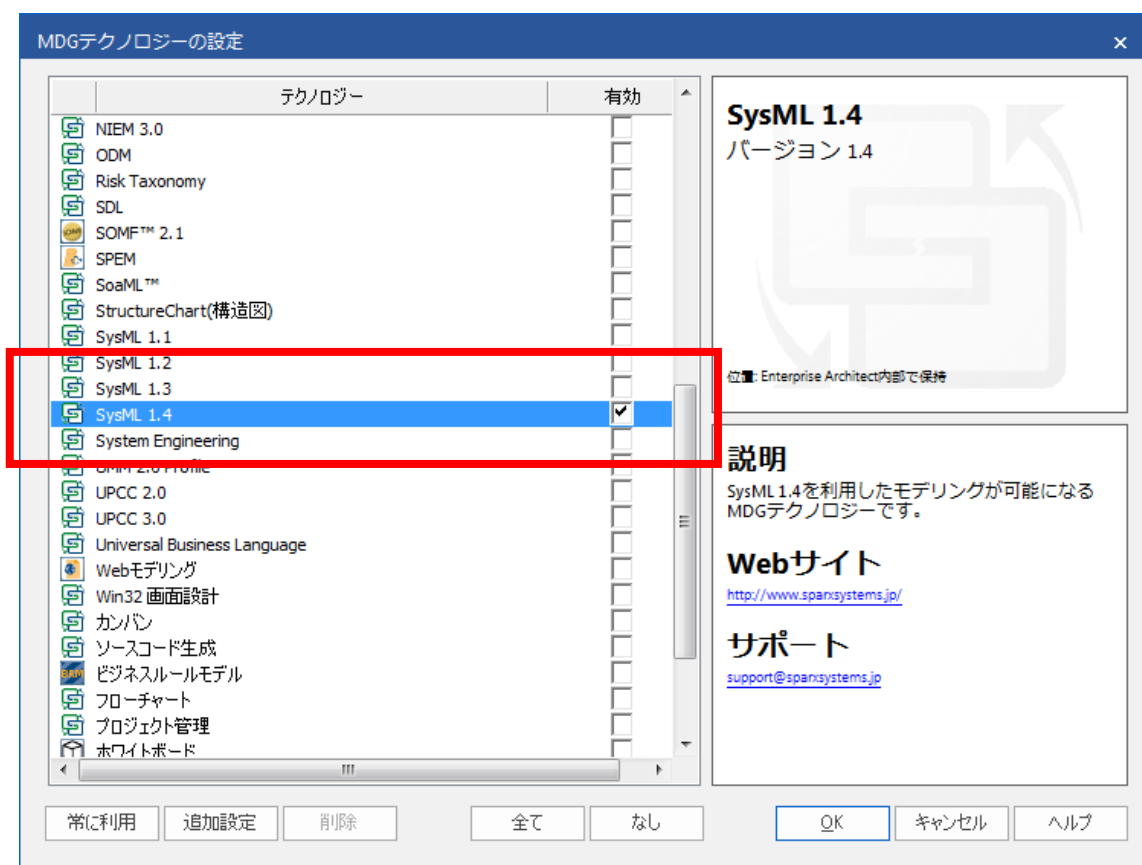 MDGテクノロジーの設定
テクノロジー 有効
NIEM 3.0
ODM
Risk Taxonomy
SDL
SOMF™ 2.1
SPEM
SoaML™
StructureChart(構造図)
SysML 1.1
SysML 1.2
SysML 1.3
SysML 1.4
System Engineering
UMM 2.0 Profile
UPCC 2.0
UPCC 3.0
Universal Business Language
Webモデリング
Win32 画面設計
カンバン
ソースコード生成
ビジネスルールモデル
フローチャート
プロジェクト管理
ホワイトボード
SysML 1.4
バージョン 1.4
位置: Enterprise Architect内部で保持
説明
SysML 1.4を利用したモデリングが可能になる
MDGテクノロジーです。
Webサイト
http://www.sparxsystems.jp/
サポート
support@sparxsystems.jp
常に利用 追加設定 削除 全て なし OK キャンセル ヘルプ